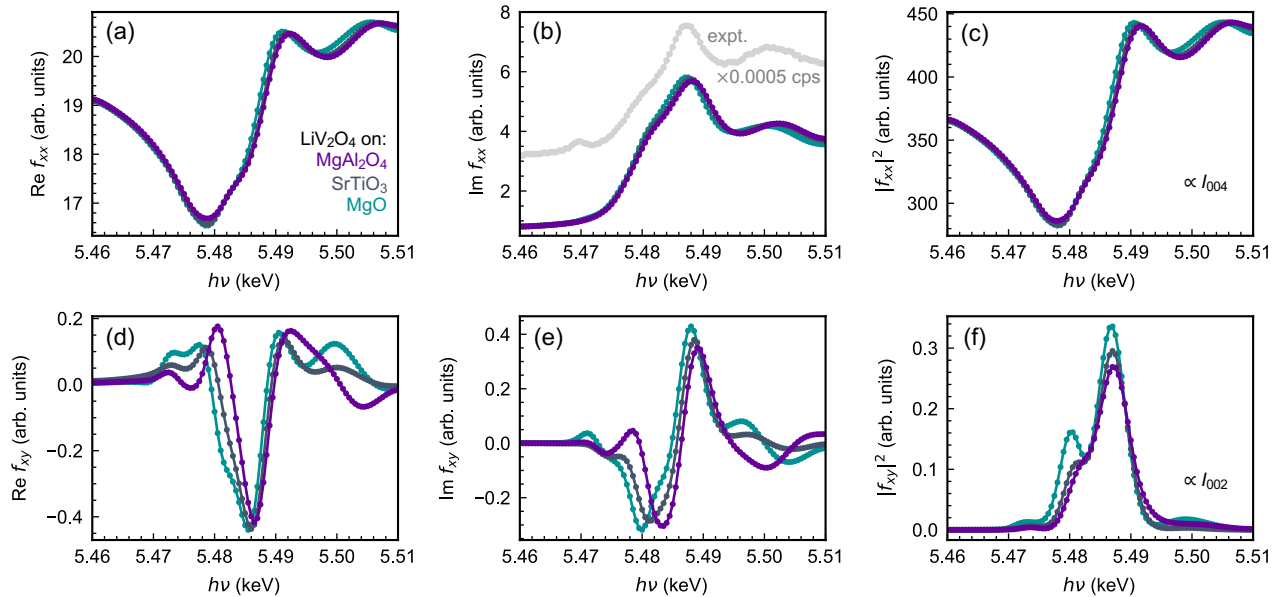 (a)
Re f_xx (arb. units)
20
19
18
17
LiV₂O₄ on:
MgAl₂O₄
SrTiO₃
MgO
5.46 5.47 5.48 5.49 5.50 5.51
hν (keV)
(b)
Im f_xx (arb. units)
8
6
4
2
expt.
×0.0005 cps
5.46 5.47 5.48 5.49 5.50 5.51
hν (keV)
(c)
|f_xx|² (arb. units)
450
400
350
300
∝ I₀₀₄
5.46 5.47 5.48 5.49 5.50 5.51
hν (keV)
(d)
Re f_xy (arb. units)
0.2
0.0
−0.2
−0.4
5.46 5.47 5.48 5.49 5.50 5.51
hν (keV)
(e)
Im f_xy (arb. units)
0.4
0.2
0.0
−0.2
5.46 5.47 5.48 5.49 5.50 5.51
hν (keV)
(f)
|f_xy|² (arb. units)
0.3
0.2
0.1
0.0
∝ I₀₀₂
5.46 5.47 5.48 5.49 5.50 5.51
hν (keV)